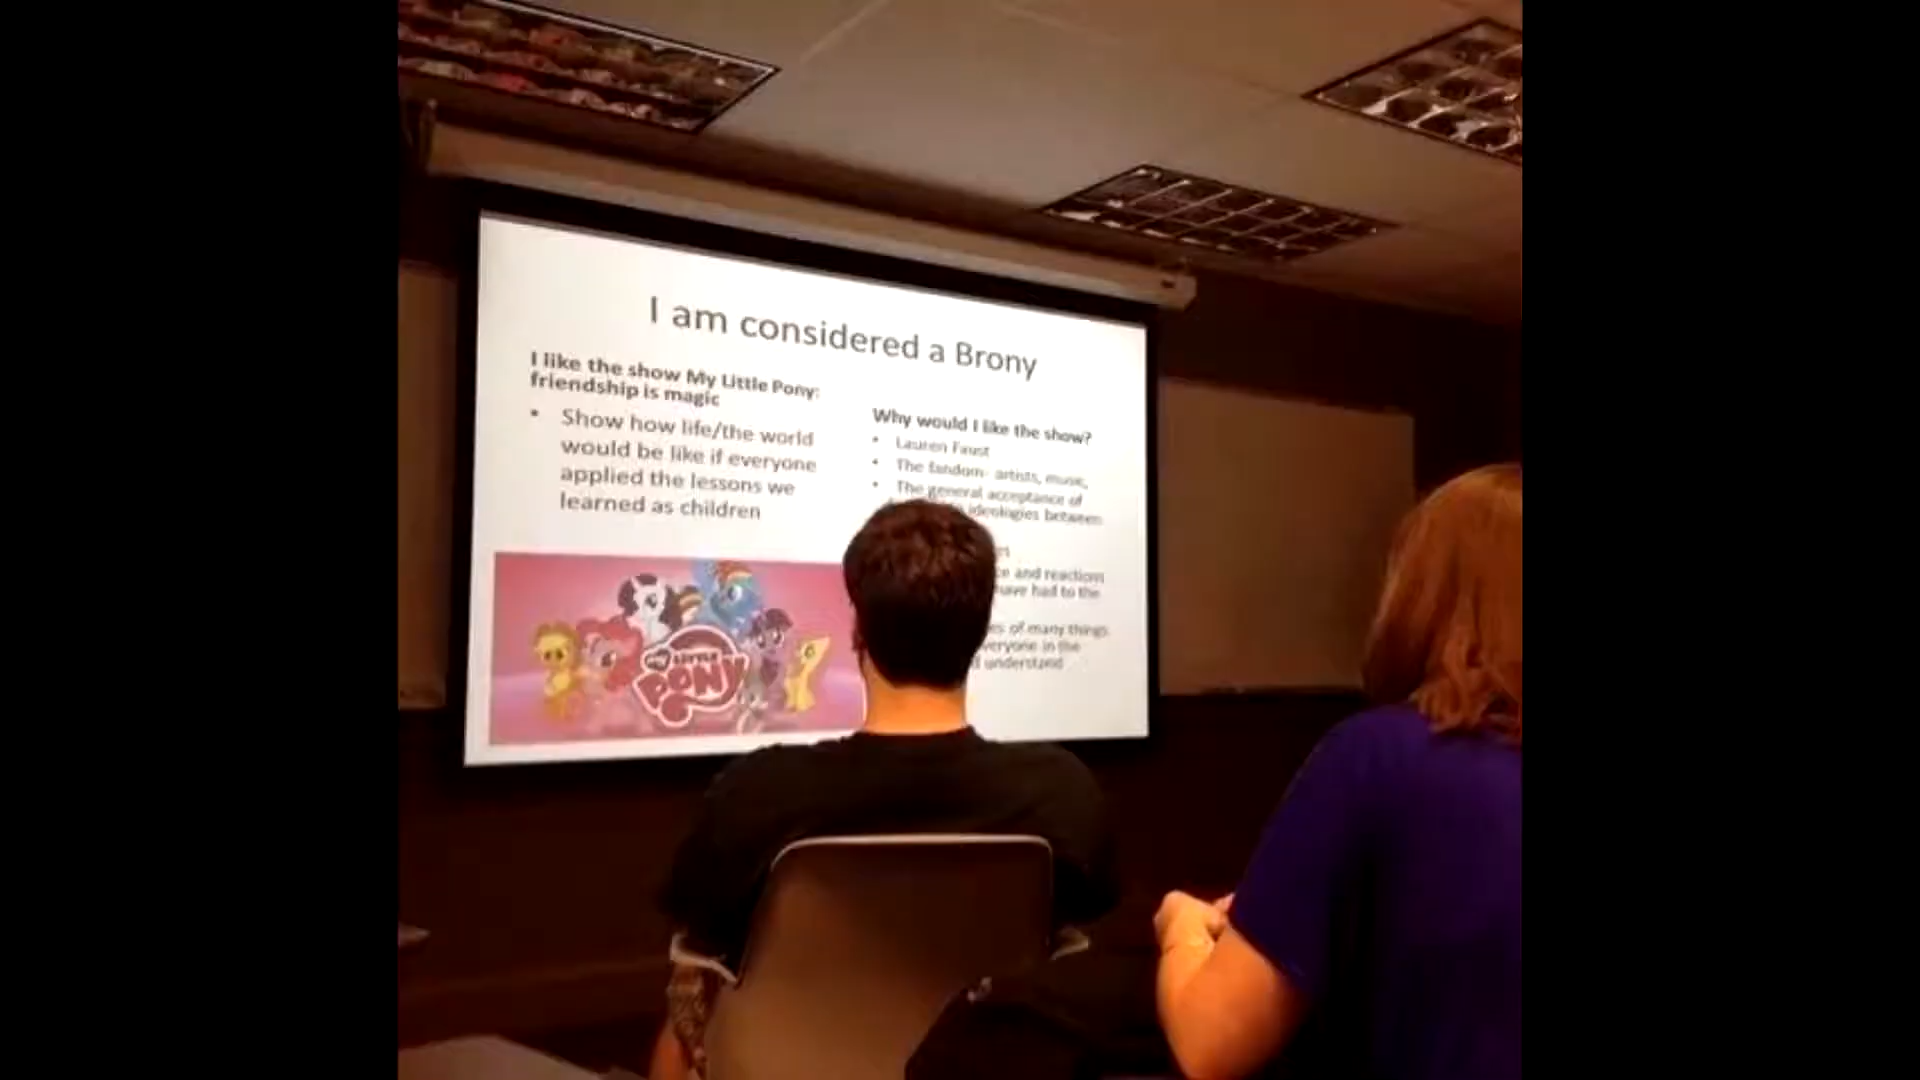 I am considered a Brony
I like the show My Little Pony:
friendship is magic
• Show how life/the world
would be like if everyone
applied the lessons we
learned as children
MY LITTLE
PONY
Why would I like the show?
• Lauren Faust
• The fandom- artists, music,
• The general acceptance of
ideologies between
and reactions
have had to the
of many things
everyone in the
understand